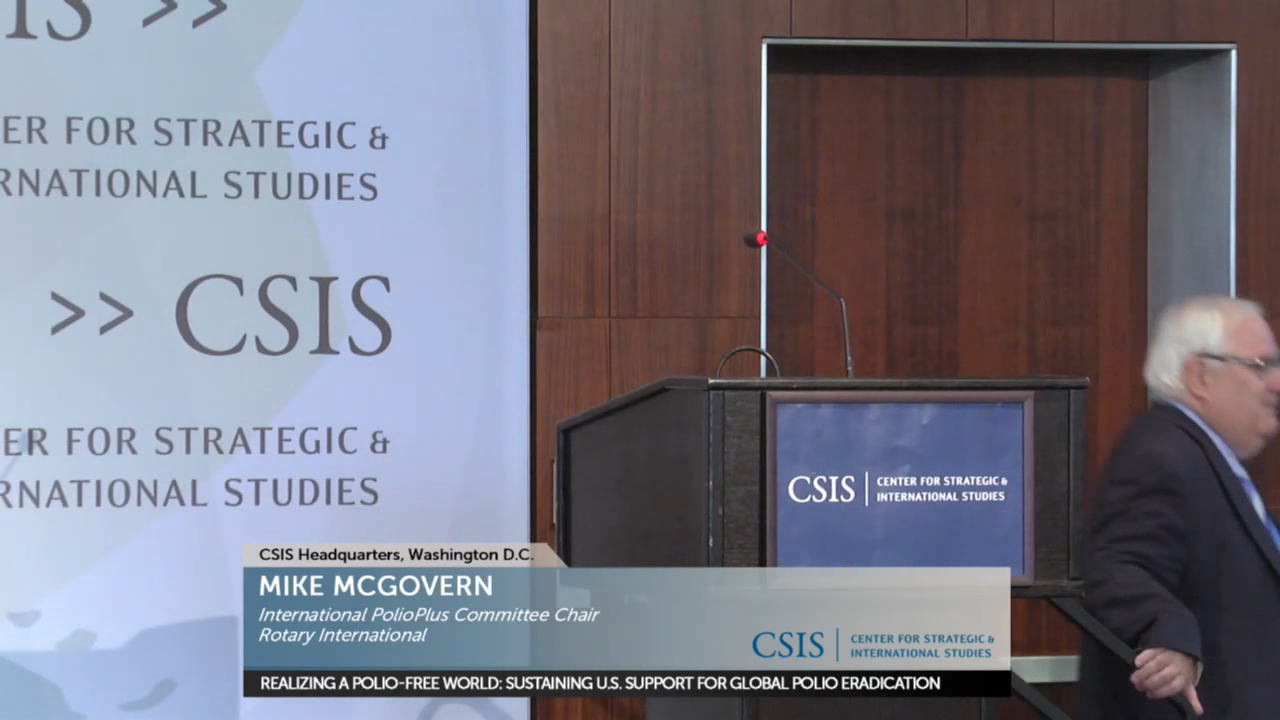 IS >>
ER FOR STRATEGIC &
RNATIONAL STUDIES
>> CSIS
ER FOR STRATEGIC &
RNATIONAL STUDIES
CSIS
CENTER FOR STRATEGIC &
INTERNATIONAL STUDIES
CSIS Headquarters, Washington D.C.
MIKE MCGOVERN
International PolioPlus Committee Chair
Rotary International
CSIS
CENTER FOR STRATEGIC &
INTERNATIONAL STUDIES
REALIZING A POLIO-FREE WORLD: SUSTAINING U.S. SUPPORT FOR GLOBAL POLIO ERADICATION